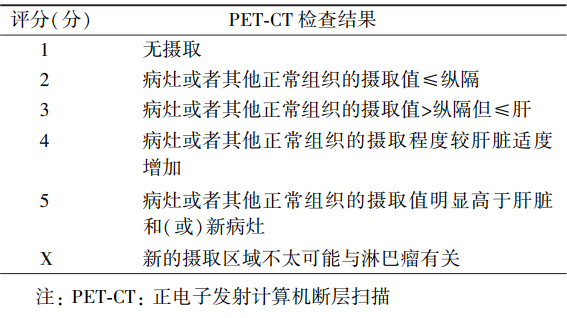 评分(分) PET-CT 检查结果
1 无摄取
2 病灶或者其他正常组织的摄取值≤纵隔
3 病灶或者其他正常组织的摄取值>纵隔但≤肝
4 病灶或者其他正常组织的摄取程度较肝脏适度
增加
5 病灶或者其他正常组织的摄取值明显高于肝脏
和(或)新病灶
X 新的摄取区域不太可能与淋巴瘤有关
注: PET-CT: 正电子发射计算机断层扫描